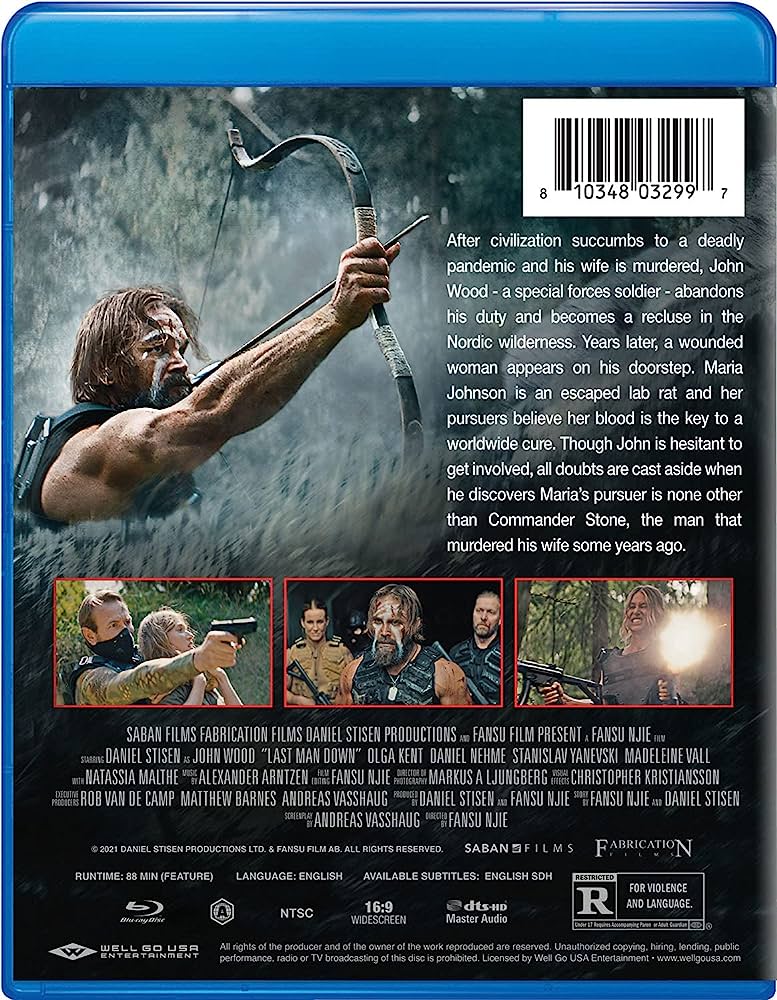 8 10348 03299 7
After civilization succumbs to a deadly
pandemic and his wife is murdered, John
Wood - a special forces soldier - abandons
his duty and becomes a recluse in the
Nordic wilderness. Years later, a wounded
woman appears on his doorstep. Maria
Johnson is an escaped lab rat and her
pursuers believe her blood is the key to a
worldwide cure. Though John is hesitant to
get involved, all doubts are cast aside when
he discovers Maria's pursuer is none other
than Commander Stone, the man that
murdered his wife some years ago.
SABAN FILMS FABRICATION FILMS DANIEL STISEN PRODUCTIONS AND FANSU FILM PRESENT A FANSU NJIE FILM
STARRING DANIEL STISEN AS JOHN WOOD "LAST MAN DOWN" OLGA KENT DANIEL NEHME STANISLAV YANEVSKI MADELEINE VALL
WITH NATASSIA MALTHE MUSIC BY ALEXANDER ARNTZEN FILM EDITING FANSU NJIE DIRECTOR OF PHOTOGRAPHY MARKUS A LJUNGBERG VISUAL EFFECTS CHRISTOPHER KRISTIANSSON
EXECUTIVE PRODUCERS ROB VAN DE CAMP MATTHEW BARNES ANDREAS VASSHAUG PRODUCED BY DANIEL STISEN AND FANSU NJIE STORY BY FANSU NJIE AND DANIEL STISEN
SCREENPLAY BY ANDREAS VASSHAUG DIRECTED BY FANSU NJIE
© 2021 DANIEL STISEN PRODUCTIONS LTD. & FANSU FILM AB. ALL RIGHTS RESERVED. SABAN FILMS FABRICATION FILMS
RUNTIME: 88 MIN (FEATURE) LANGUAGE: ENGLISH AVAILABLE SUBTITLES: ENGLISH SDH
Blu-ray Disc A NTSC 16:9 WIDESCREEN dts-HD Master Audio
RESTRICTED
R FOR VIOLENCE AND LANGUAGE.
Under 17 Requires Accompanying Parent or Adult Guardian
WELL GO USA ENTERTAINMENT
All rights of the producer and of the owner of the work reproduced are reserved. Unauthorized copying, hiring, lending, public
performance, radio or TV broadcasting of this disc is prohibited. Licensed by Well Go USA Entertainment • www.wellgousa.com